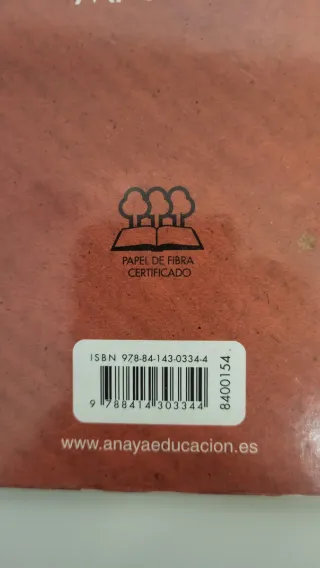 PAPEL DE FIBRA
CERTIFICADO
ISBN 978-84-143-0334-4
9 788414 303344
8400154
www.anayaeducacion.es